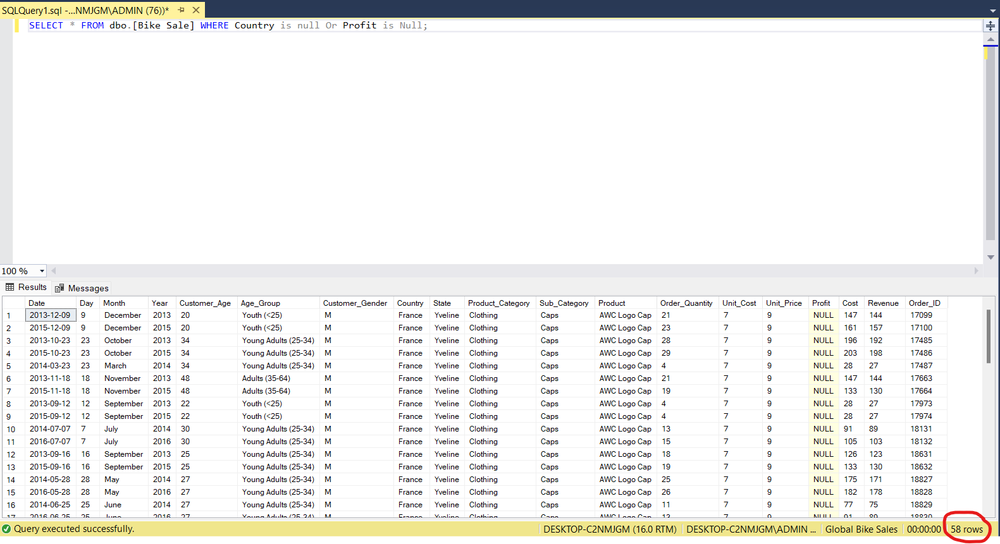 SQLQuery1.sql -...NMJGM\ADMIN (76))*
SELECT * FROM dbo.[Bike Sale] WHERE Country is null Or Profit is Null;
100 %
Results Messages
Date Day Month Year Customer_Age Age_Group Customer_Gender Country State Product_Category Sub_Category Product Order_Quantity Unit_Cost Unit_Price Profit Cost Revenue Order_ID
1 2013-12-09 9 December 2013 20 Youth (<25) M France Yveline Clothing Caps AWC Logo Cap 21 7 9 NULL 147 144 17099
2 2015-12-09 9 December 2015 20 Youth (<25) M France Yveline Clothing Caps AWC Logo Cap 23 7 9 NULL 161 157 17100
3 2013-10-23 23 October 2013 34 Young Adults (25-34) M France Yveline Clothing Caps AWC Logo Cap 28 7 9 NULL 196 192 17485
4 2015-10-23 23 October 2015 34 Young Adults (25-34) M France Yveline Clothing Caps AWC Logo Cap 29 7 9 NULL 203 198 17486
5 2014-03-23 23 March 2014 34 Young Adults (25-34) M France Yveline Clothing Caps AWC Logo Cap 4 7 9 NULL 28 27 17487
6 2013-11-18 18 November 2013 48 Adults (35-64) M France Yveline Clothing Caps AWC Logo Cap 21 7 9 NULL 147 144 17663
7 2015-11-18 18 November 2015 48 Adults (35-64) M France Yveline Clothing Caps AWC Logo Cap 19 7 9 NULL 133 130 17664
8 2013-09-12 12 September 2013 22 Youth (<25) M France Yveline Clothing Caps AWC Logo Cap 4 7 9 NULL 28 27 17973
9 2015-09-12 12 September 2015 22 Youth (<25) M France Yveline Clothing Caps AWC Logo Cap 4 7 9 NULL 28 27 17974
10 2014-07-07 7 July 2014 30 Young Adults (25-34) M France Yveline Clothing Caps AWC Logo Cap 13 7 9 NULL 91 89 18131
11 2016-07-07 7 July 2016 30 Young Adults (25-34) M France Yveline Clothing Caps AWC Logo Cap 15 7 9 NULL 105 103 18132
12 2013-09-16 16 September 2013 25 Young Adults (25-34) M France Yveline Clothing Caps AWC Logo Cap 18 7 9 NULL 126 123 18631
13 2015-09-16 16 September 2015 25 Young Adults (25-34) M France Yveline Clothing Caps AWC Logo Cap 19 7 9 NULL 133 130 18632
14 2014-05-28 28 May 2014 27 Young Adults (25-34) M France Yveline Clothing Caps AWC Logo Cap 25 7 9 NULL 175 171 18827
15 2016-05-28 28 May 2016 27 Young Adults (25-34) M France Yveline Clothing Caps AWC Logo Cap 26 7 9 NULL 182 178 18828
16 2014-06-25 25 June 2014 27 Young Adults (25-34) M France Yveline Clothing Caps AWC Logo Cap 11 7 9 NULL 77 75 18829
17 2016-06-25 25 June 2016 27 Young Adults (25-34) M France Yveline Clothing Caps AWC Logo Cap 13 7 9 NULL 91 89 18830
Query executed successfully. DESKTOP-C2NMJGM (16.0 RTM) DESKTOP-C2NMJGM\ADMIN ... Global Bike Sales 00:00:00 58 rows